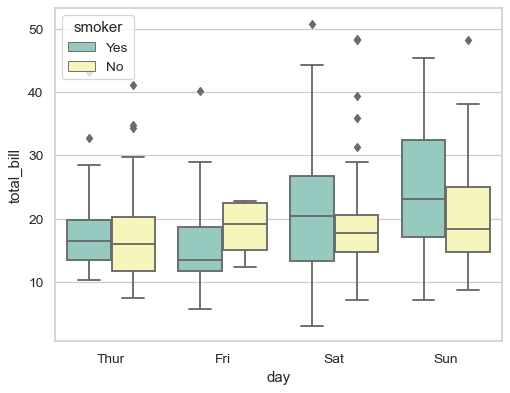 smoker
Yes
No
50
40
30
20
10
total_bill
Thur Fri Sat Sun
day